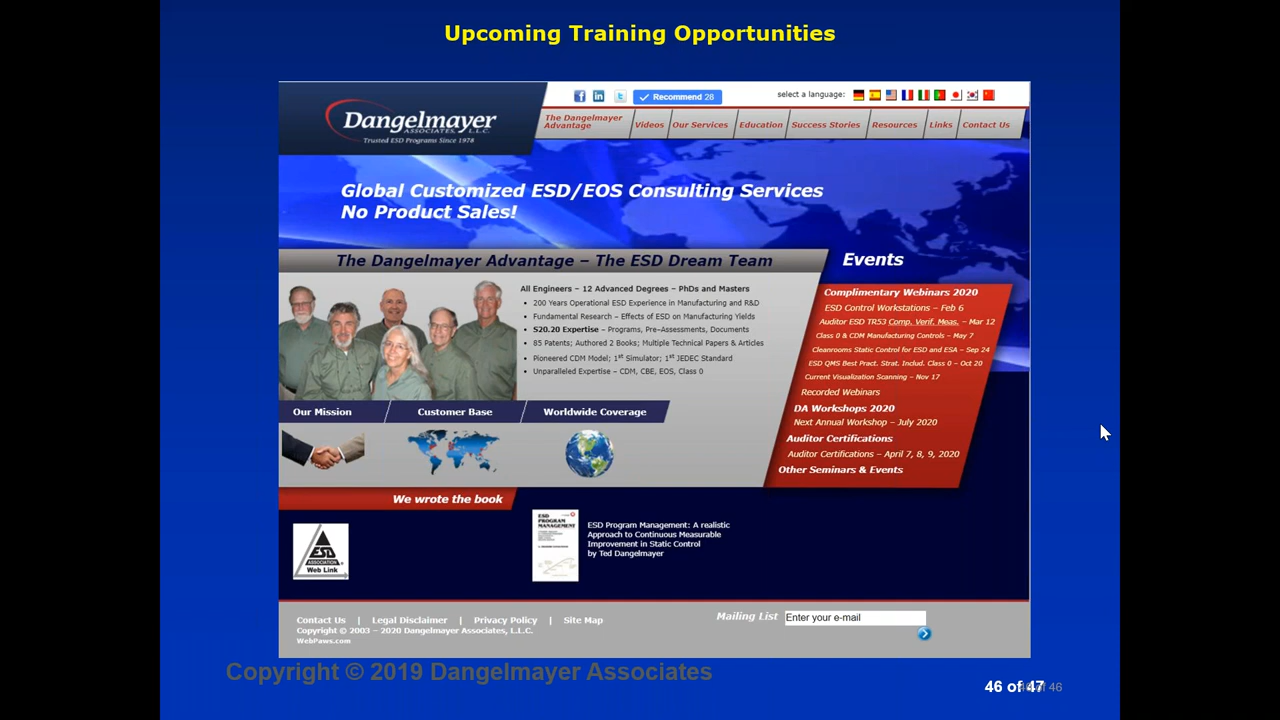 Upcoming Training Opportunities
Dangelmayer
ASSOCIATES, L.L.C.
Trusted ESD Programs Since 1978
Recommend 28
select a language:
The Dangelmayer
Advantage
Videos
Our Services
Education
Success Stories
Resources
Links
Contact Us
Global Customized ESD/EOS Consulting Services
No Product Sales!
The Dangelmayer Advantage – The ESD Dream Team
All Engineers – 12 Advanced Degrees – PhDs and Masters
• 200 Years Operational ESD Experience in Manufacturing and R&D
• Fundamental Research – Effects of ESD on Manufacturing Yields
• S20.20 Expertise – Programs, Pre-Assessments, Documents
• 85 Patents; Authored 2 Books; Multiple Technical Papers & Articles
• Pioneered CDM Model; 1st Simulator; 1st JEDEC Standard
• Unparalleled Expertise – CDM, CBE, EOS, Class 0
Events
Complimentary Webinars 2020
ESD Control Workstations – Feb 6
Auditor ESD TR53 Comp. Verif. Meas. – Mar 12
Class 0 & CDM Manufacturing Controls – May 7
Cleanrooms Static Control for ESD and ESA – Sep 24
ESD QMS Best Pract. Strat. Includ. Class 0 – Oct 20
Current Visualization Scanning – Nov 17
Recorded Webinars
DA Workshops 2020
Next Annual Workshop – July 2020
Auditor Certifications
Auditor Certifications – April 7, 8, 9, 2020
Other Seminars & Events
Our Mission
Customer Base
Worldwide Coverage
We wrote the book
ESD
ASSOCIATION
Web Link
ESD
PROGRAM
MANAGEMENT
ESD Program Management: A realistic
Approach to Continuous Measurable
Improvement in Static Control
by Ted Dangelmayer
Contact Us | Legal Disclaimer | Privacy Policy | Site Map
Copyright © 2003 – 2020 Dangelmayer Associates, L.L.C.
WebPaws.com
Mailing List
Enter your e-mail
Copyright © 2019 Dangelmayer Associates
46 of 47